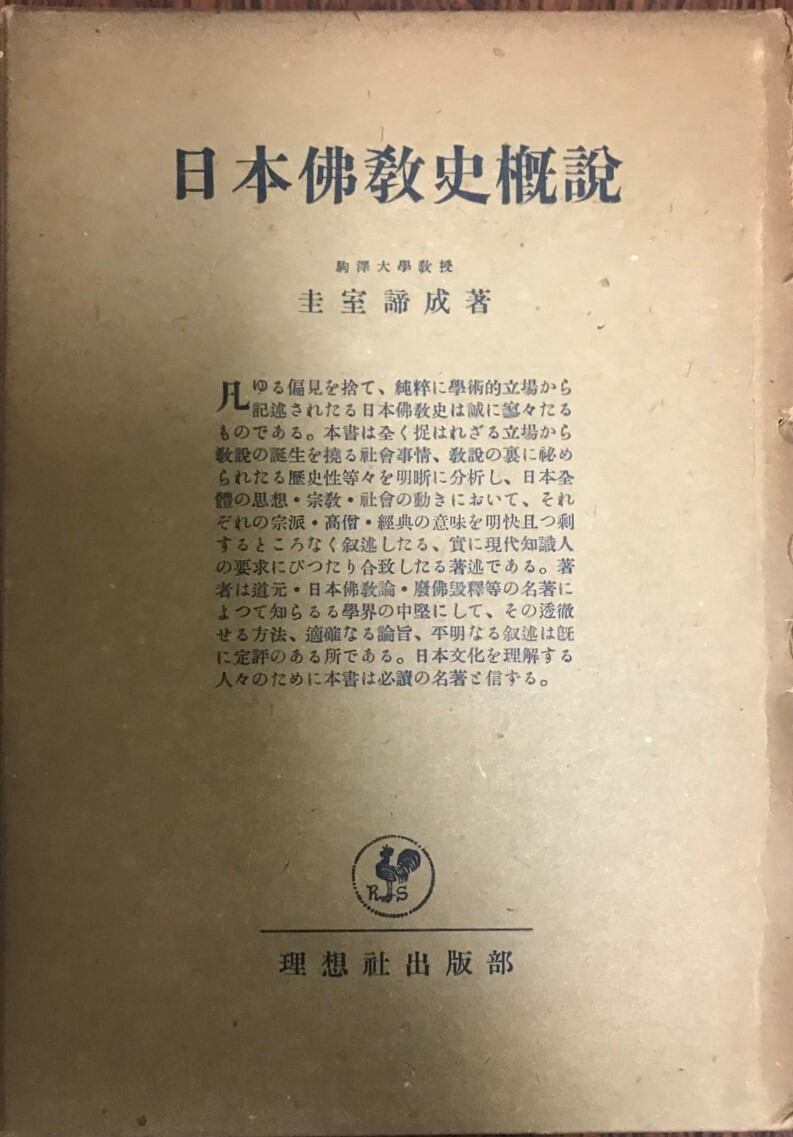 日本佛教史概說
駒澤大學教授
圭室諦成著
凡ゆる偏見を捨て、純粹に學術的立場から
記述されたる日本佛敎史は誠に寥々たる
ものである。本書は全く捉はれざる立場から
敎說の誕生を撓る社會事情、敎說の裏に祕め
られたる歷史性等々を明晰に分析し、日本全
體の思想・宗敎・社會の動きにおいて、それ
ぞれの宗派・高僧・經典の意味を明快且つ剩
するところなく叙述したる、實に現代知識人
の要求にぴつたり合致したる著述である。著
者は道元・日本佛敎論・廢佛毀釋等の名著に
よつて知らるる學界の中堅にして、その透徹
せる方法、適確なる論旨、平明なる叙述は旣
に定評のある所である。日本文化を理解する
人々のために本書は必讀の名著と信ずる。
R S
理想社出版部